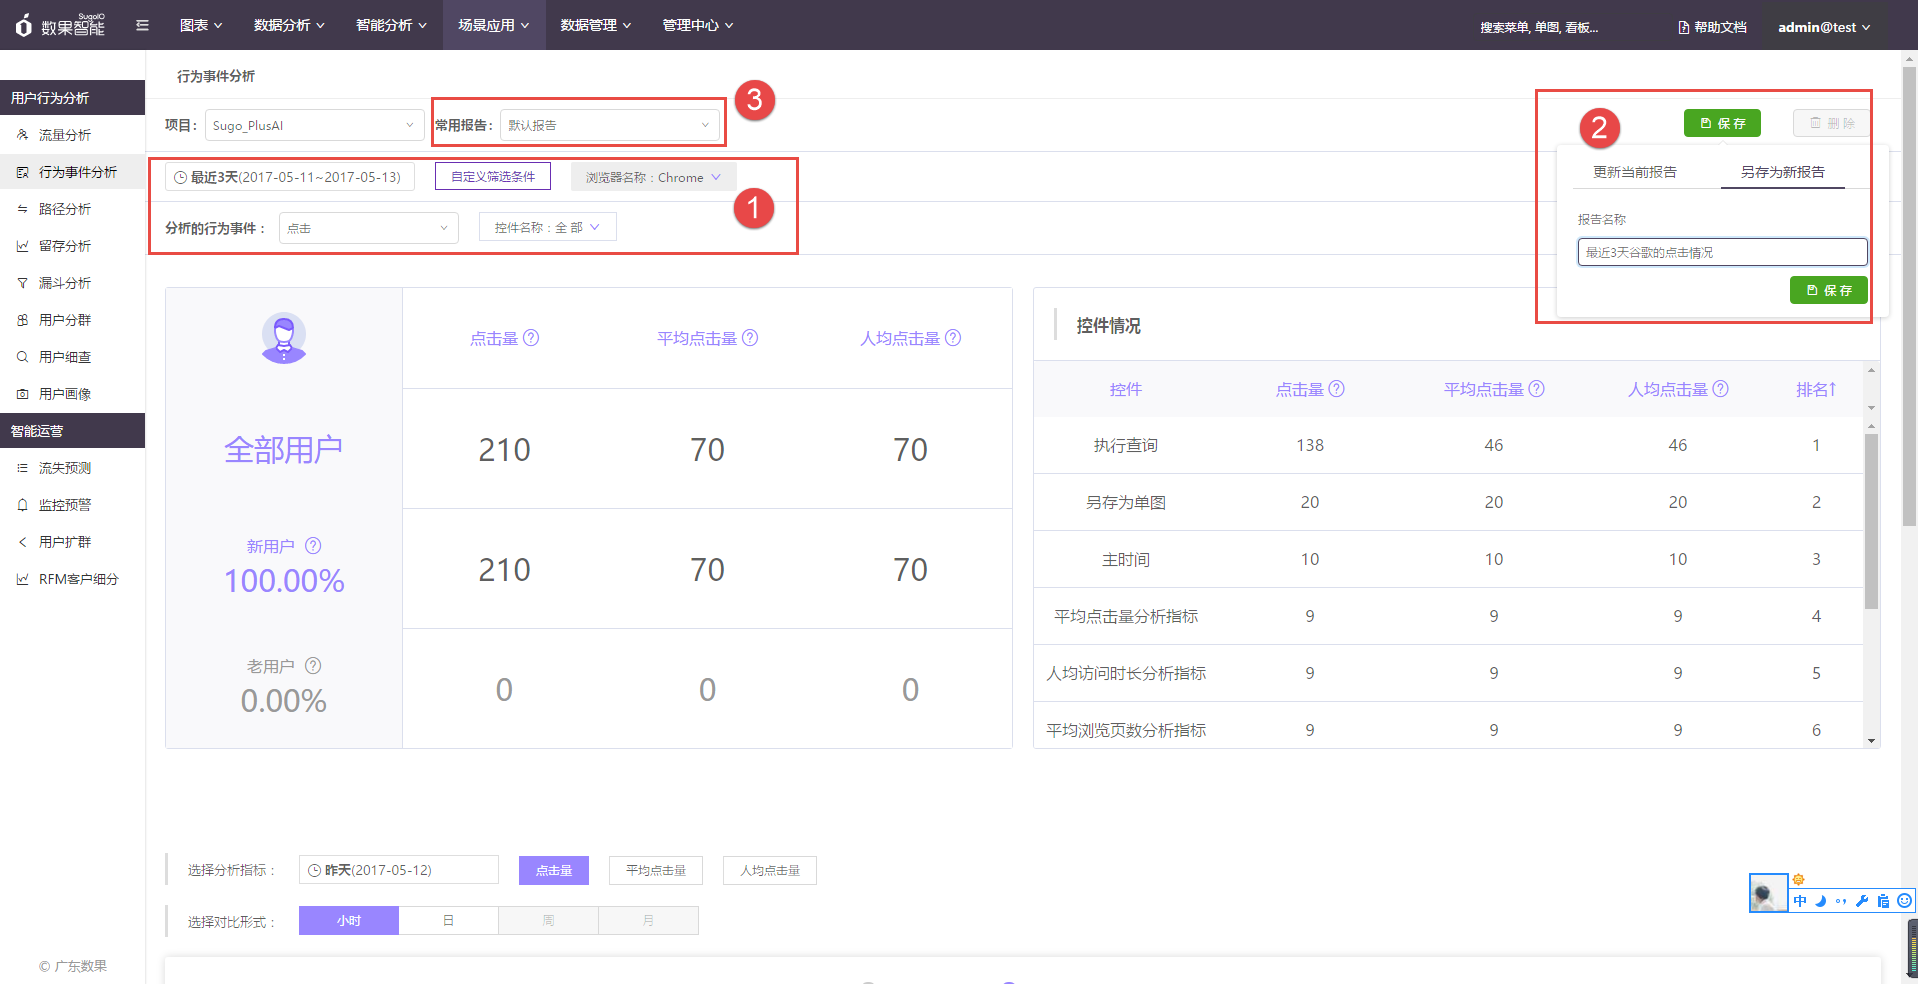 SugoIO
数果智能
图表
数据分析
智能分析
场景应用
数据管理
管理中心
搜索菜单, 单图, 看板...
帮助文档
admin@test
用户行为分析
流量分析
行为事件分析
路径分析
留存分析
漏斗分析
用户分群
用户细查
用户画像
智能运营
流失预测
监控预警
用户扩群
RFM客户细分
© 广东数果
行为事件分析
项目：
Sugo_PlusAI
常用报告：
默认报告
3
最近3天(2017-05-11~2017-05-13)
自定义筛选条件
浏览器名称：Chrome
1
分析的行为事件：
点击
控件名称：全部
2
保存
删除
更新当前报告
另存为新报告
报告名称
最近3天谷歌的点击情况
保存
点击量 平均点击量 人均点击量
全部用户 210 70 70
新用户
100.00% 210 70 70
老用户
0.00% 0 0 0
控件情况
控件 点击量 平均点击量 人均点击量 排名↑
执行查询 138 46 46 1
另存为单图 20 20 20 2
主时间 10 10 10 3
平均点击量分析指标 9 9 9 4
人均访问时长分析指标 9 9 9 5
平均浏览页数分析指标 9 9 9 6
选择分析指标：
昨天(2017-05-12)
点击量
平均点击量
人均点击量
选择对比形式：
小时
日
周
月
中